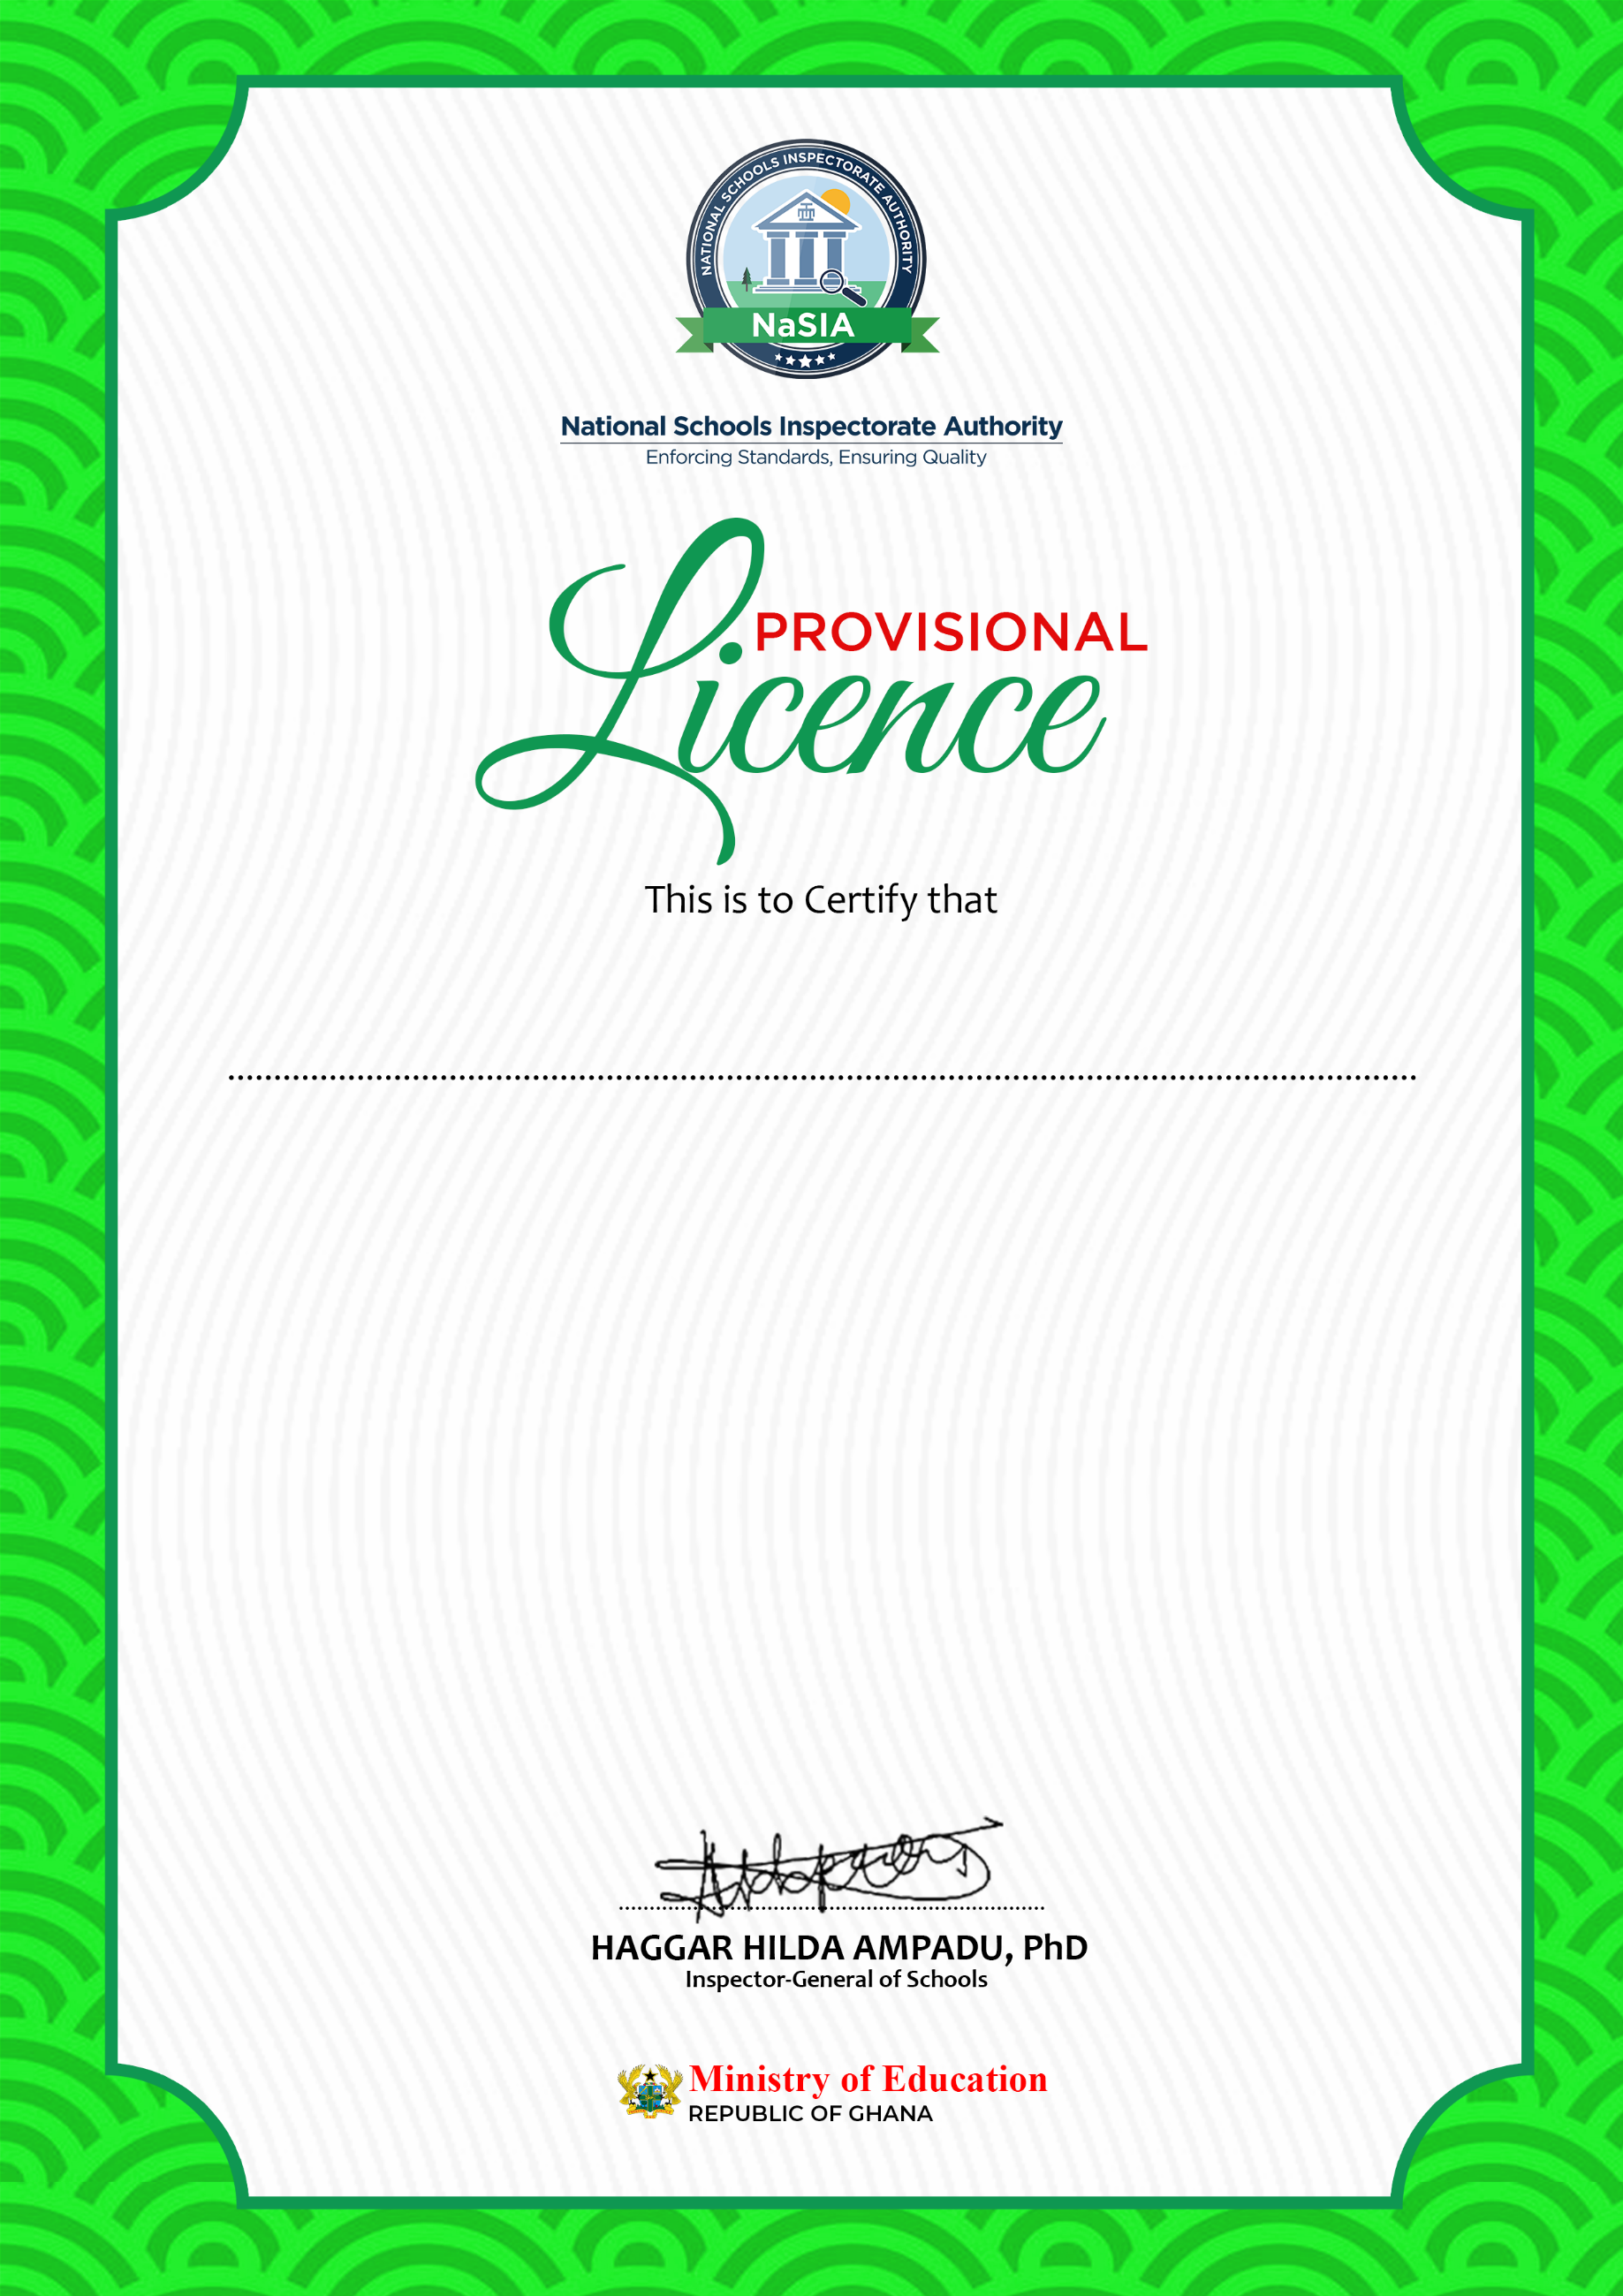 NATIONAL SCHOOLS INSPECTORATE AUTHORITY
NaSIA
National Schools Inspectorate Authority
Enforcing Standards, Ensuring Quality
PROVISIONAL
Licence
This is to Certify that
HAGGAR HILDA AMPADU, PhD
Inspector-General of Schools
Ministry of Education
REPUBLIC OF GHANA